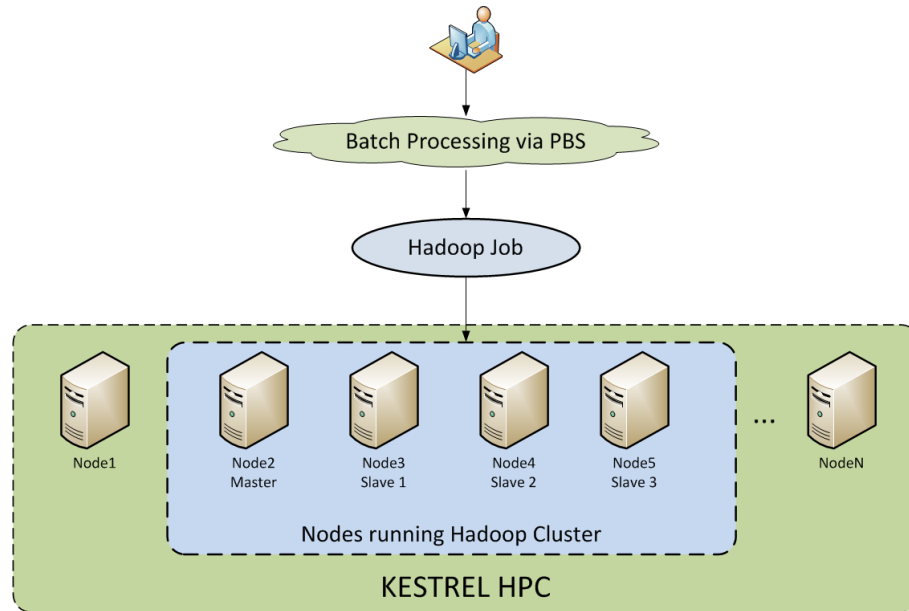 Batch Processing via PBS
Hadoop Job
Node1
Node2
Master
Node3
Slave 1
Node4
Slave 2
Node5
Slave 3
...
NodeN
Nodes running Hadoop Cluster
KESTREL HPC